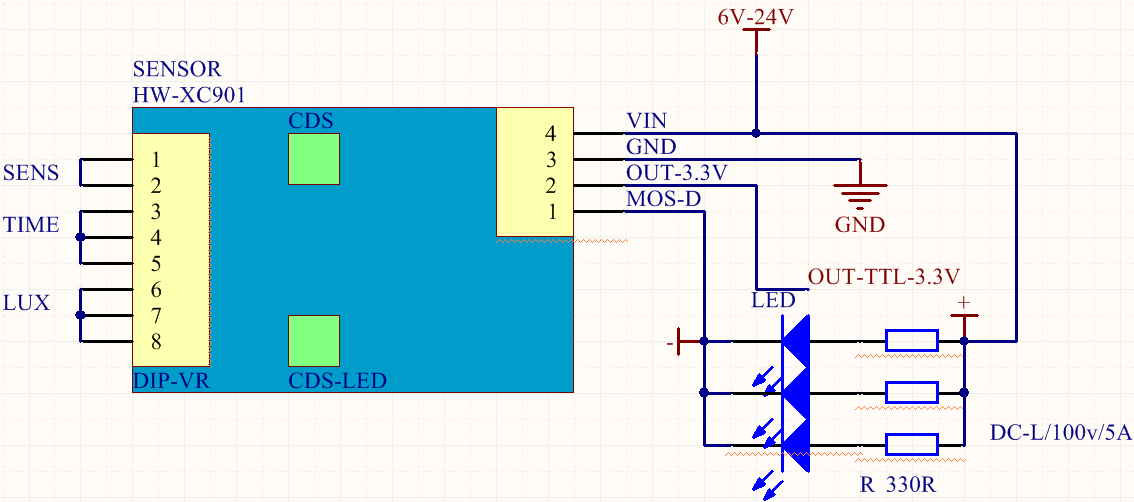 6V-24V
SENSOR
HW-XC901
CDS
VIN
4
GND
3
OUT-3.3V
2
MOS-D
1
SENS
1
2
TIME
3
4
5
LUX
6
7
8
GND
OUT-TTL-3.3V
LED
+
-
DIP-VR
CDS-LED
DC-L/100v/5A
R 330R